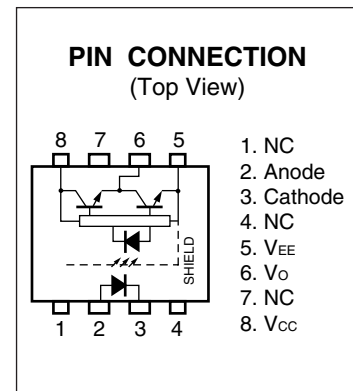 PIN CONNECTION
(Top View)
8 7 6 5
SHIELD
1 2 3 4
1. NC
2. Anode
3. Cathode
4. NC
5. VEE
6. VO
7. NC
8. VCC